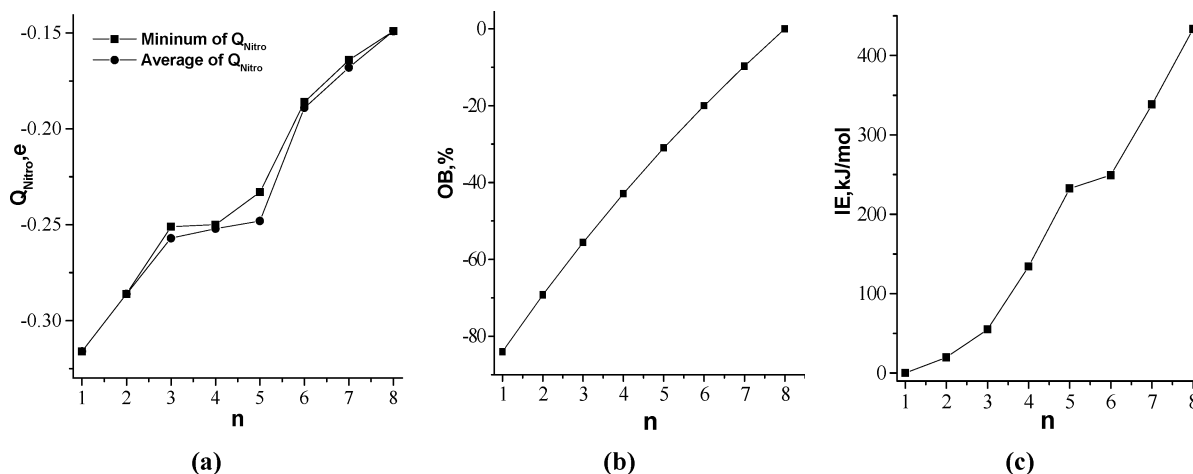 -0.15
-0.20
-0.25
-0.30
Q_Nitro,e
Mininum of Q_Nitro
Average of Q_Nitro
1 2 3 4 5 6 7 8
n
(a)
0
-20
-40
-60
-80
OB,%
1 2 3 4 5 6 7 8
n
(b)
400
300
200
100
0
IE,kJ/mol
1 2 3 4 5 6 7 8
n
(c)